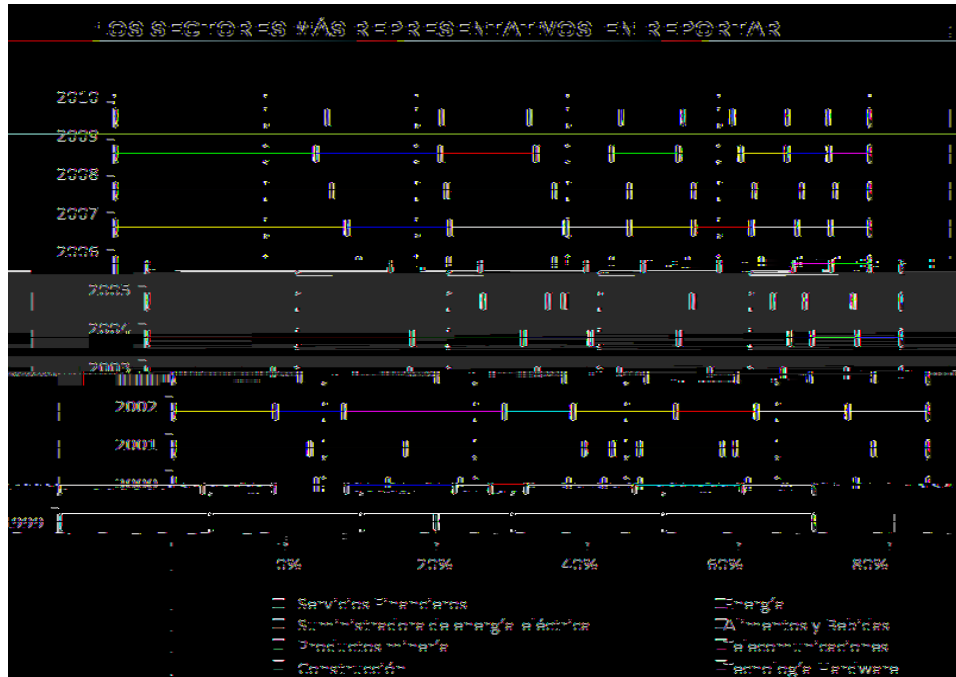 LOS SECTORES MÁS REPRESENTATIVOS EN REPORTAR
2010
2009
2008
2007
2006
2005
2004
2003
2002
2001
2000
1999
0% 20% 40% 60% 80%
Servicios Financieros
Energía
Suministradora de energía eléctrica
Alimentos y Bebidas
Productos minería
Telecomunicaciones
Construcción
Tecnología Hardware